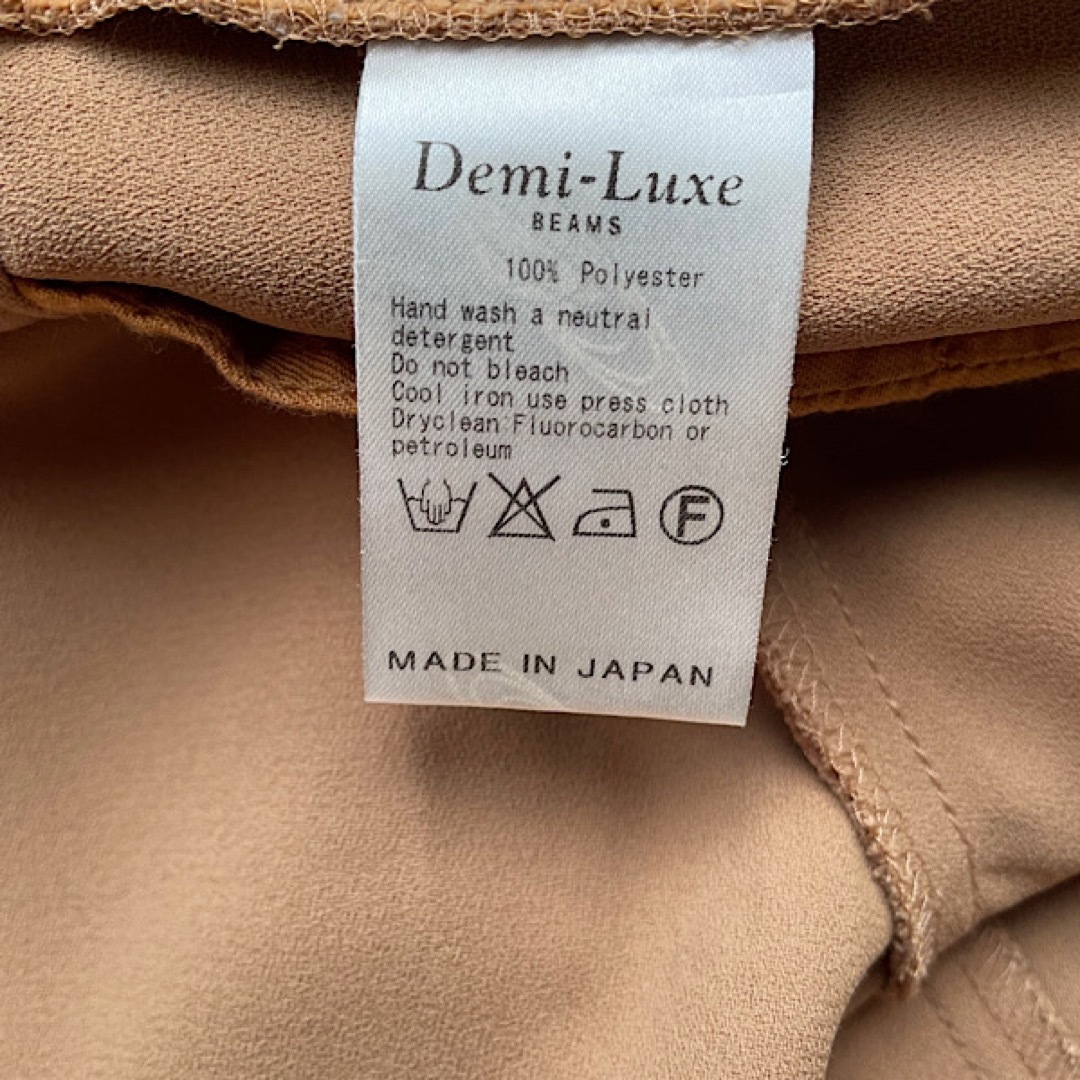 Demi-Luxe
BEAMS
100% Polyester
Hand wash a neutral
detergent
Do not bleach
Cool iron use press cloth
Dryclean Fluorocarbon or
petroleum
F
MADE IN JAPAN